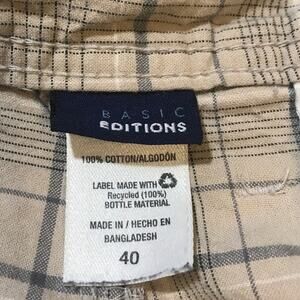 BASIC
EDITIONS
100% COTTON/ALGODÓN
LABEL MADE WITH
Recycled (100%)
BOTTLE MATERIAL
MADE IN / HECHO EN
BANGLADESH
40